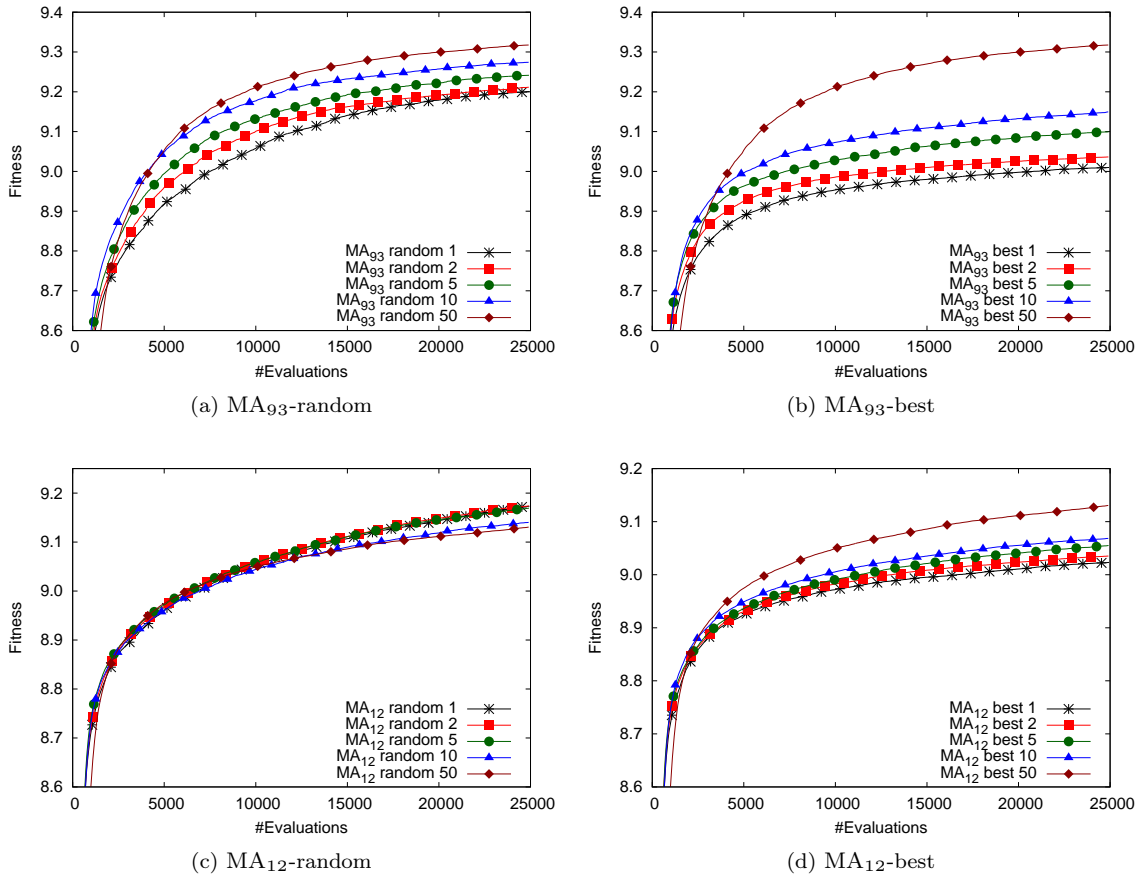 9.4
9.3
9.2
9.1
9.0
8.9
8.8
8.7
8.6
Fitness
0 5000 10000 15000 20000 25000
#Evaluations
MA93 random 1
MA93 random 2
MA93 random 5
MA93 random 10
MA93 random 50
(a) MA93-random
9.4
9.3
9.2
9.1
9.0
8.9
8.8
8.7
8.6
Fitness
0 5000 10000 15000 20000 25000
#Evaluations
MA93 best 1
MA93 best 2
MA93 best 5
MA93 best 10
MA93 best 50
(b) MA93-best
9.2
9.1
9.0
8.9
8.8
8.7
8.6
Fitness
0 5000 10000 15000 20000 25000
#Evaluations
MA12 random 1
MA12 random 2
MA12 random 5
MA12 random 10
MA12 random 50
(c) MA12-random
9.2
9.1
9.0
8.9
8.8
8.7
8.6
Fitness
0 5000 10000 15000 20000 25000
#Evaluations
MA12 best 1
MA12 best 2
MA12 best 5
MA12 best 10
MA12 best 50
(d) MA12-best